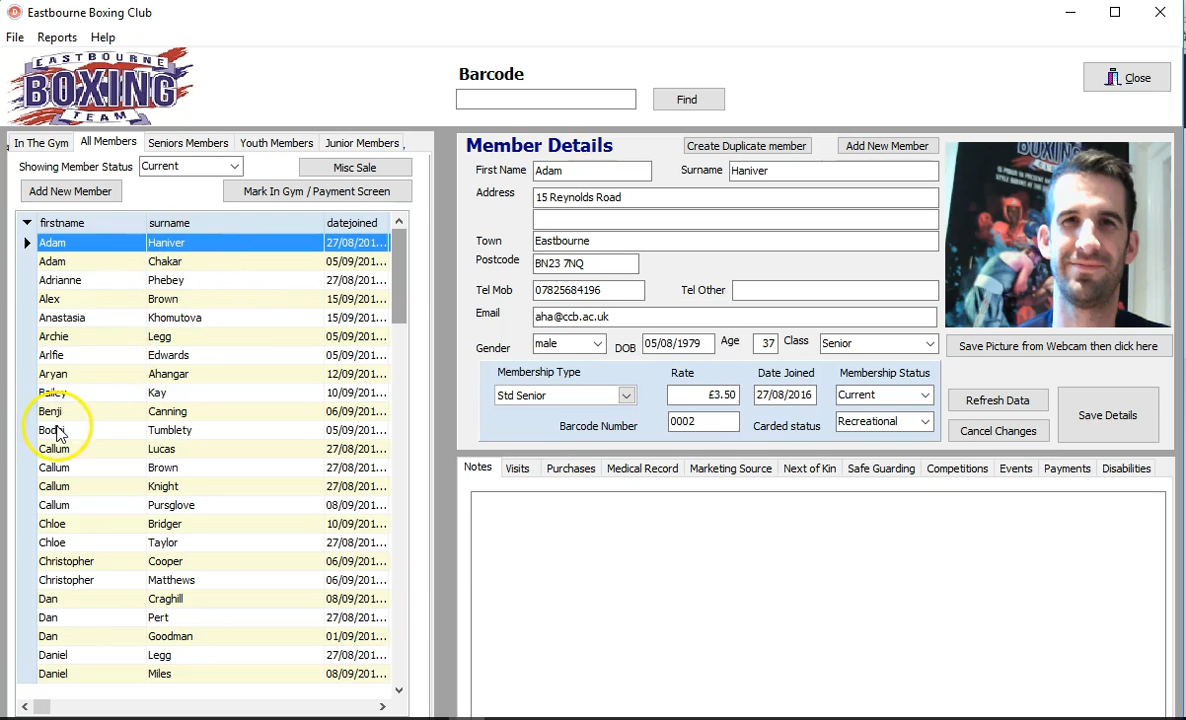 Eastbourne Boxing Club
File Reports Help
EASTBOURNE
BOXING
TEAM
Barcode
Find
Close
In The Gym All Members Seniors Members Youth Members Junior Members
Showing Member Status Current Misc Sale
Add New Member Mark In Gym / Payment Screen
firstname surname datejoined
Adam Haniver 27/08/201...
Adam Chakar 05/09/201...
Adrianne Phebey 27/08/201...
Alex Brown 15/09/201...
Anastasia Khomutova 15/09/201...
Archie Legg 05/09/201...
Arlfie Edwards 05/09/201...
Aryan Ahangar 12/09/201...
Bailey Kay 10/09/201...
Benji Canning 06/09/201...
Tumblety 05/09/201...
Callum Lucas 27/08/201...
Callum Brown 27/08/201...
Callum Knight 27/08/201...
Callum Pursglove 08/09/201...
Chloe Bridger 10/09/201...
Chloe Taylor 27/08/201...
Christopher Cooper 06/09/201...
Christopher Matthews 06/09/201...
Dan Craghill 08/09/201...
Dan Pert 27/08/201...
Dan Goodman 01/09/201...
Daniel Legg 27/08/201...
Daniel Miles 08/09/201...
Member Details Create Duplicate member Add New Member
First Name Adam Surname Haniver
Address 15 Reynolds Road
Town Eastbourne
Postcode BN23 7NQ
Tel Mob 07825684196 Tel Other
Email aha@ccb.ac.uk
Gender male DOB 05/08/1979 Age 37 Class Senior
BOXING
Save Picture from Webcam then click here
Membership Type Rate Date Joined Membership Status
Std Senior £3.50 27/08/2016 Current
Barcode Number 0002 Carded status Recreational
Refresh Data
Cancel Changes
Save Details
Notes Visits Purchases Medical Record Marketing Source Next of Kin Safe Guarding Competitions Events Payments Disabilities